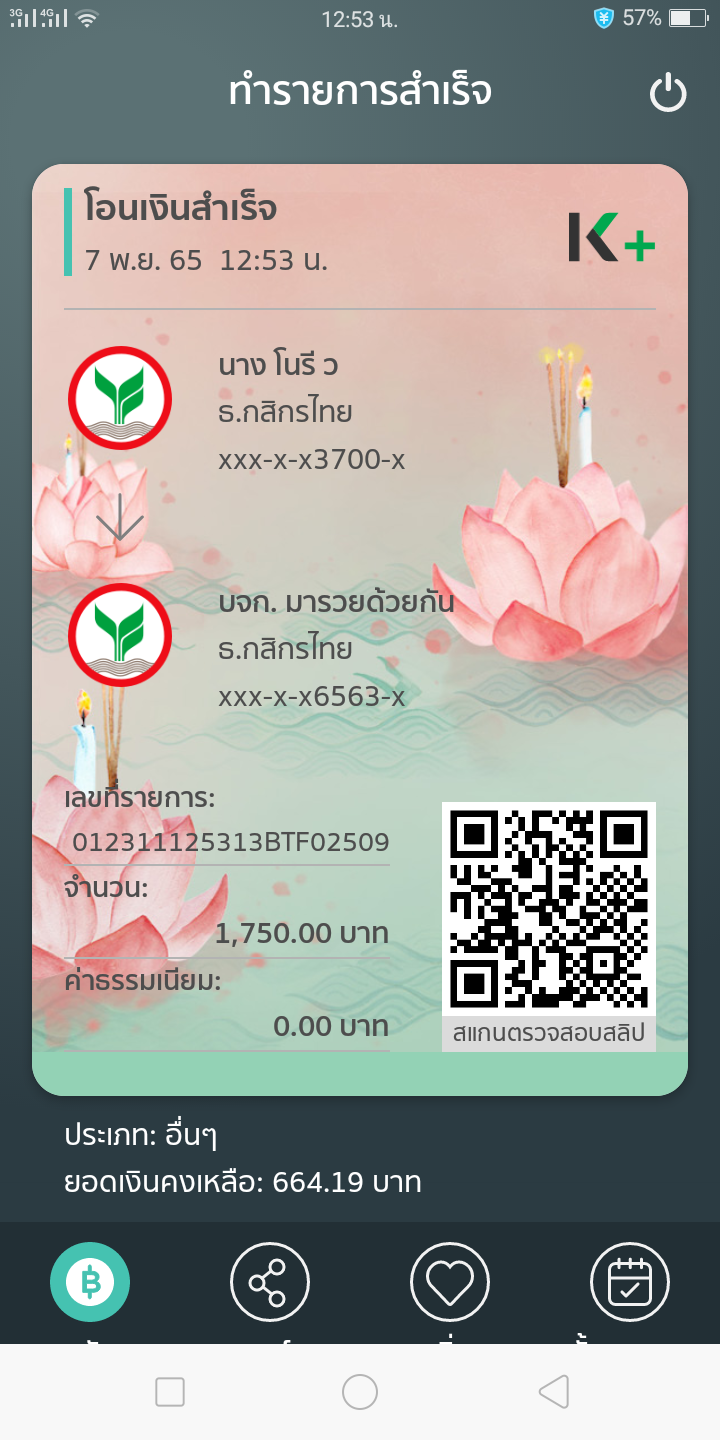 3G 4G 12:53 น. 57%
ทำรายการสำเร็จ
โอนเงินสำเร็จ
7 พ.ย. 65 12:53 น.
K+
นาง โนรี ว
ธ.กสิกรไทย
xxx-x-x3700-x
บจก. มารวยด้วยกัน
ธ.กสิกรไทย
xxx-x-x6563-x
เลขที่รายการ:
012311125313BTF02509
จำนวน:
1,750.00 บาท
ค่าธรรมเนียม:
0.00 บาท
สแกนตรวจสอบสลิป
ประเภท: อื่นๆ
ยอดเงินคงเหลือ: 664.19 บาท